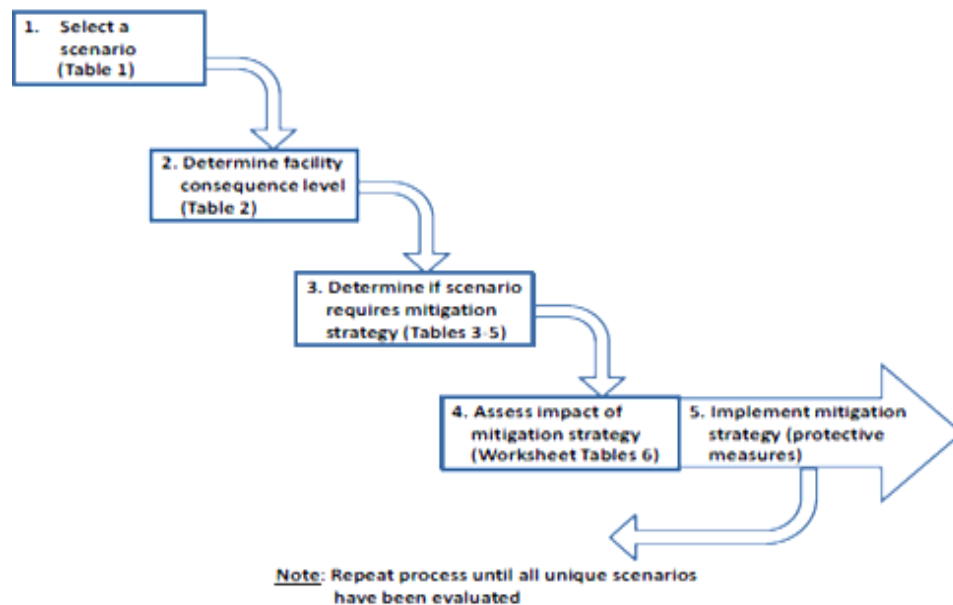 1. Select a
scenario
(Table 1)
2. Determine facility
consequence level
(Table 2)
3. Determine if scenario
requires mitigation
strategy (Tables 3-5)
4. Assess impact of
mitigation strategy
(Worksheet Tables 6)
5. Implement mitigation
strategy (protective
measures)
Note: Repeat process until all unique scenarios
have been evaluated